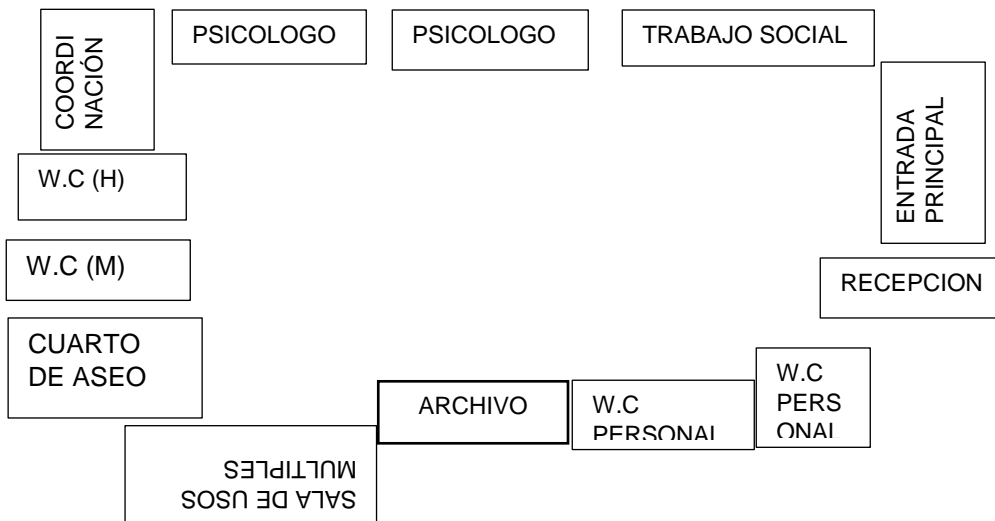 COORDI
NACIÓN
PSICOLOGO
PSICOLOGO
TRABAJO SOCIAL
ENTRADA
PRINCIPAL
W.C (H)
W.C (M)
RECEPCION
CUARTO
DE ASEO
ARCHIVO
W.C
PERSONAL
W.C
PERS
ONAL
SALA DE USOS
MULTIPLES